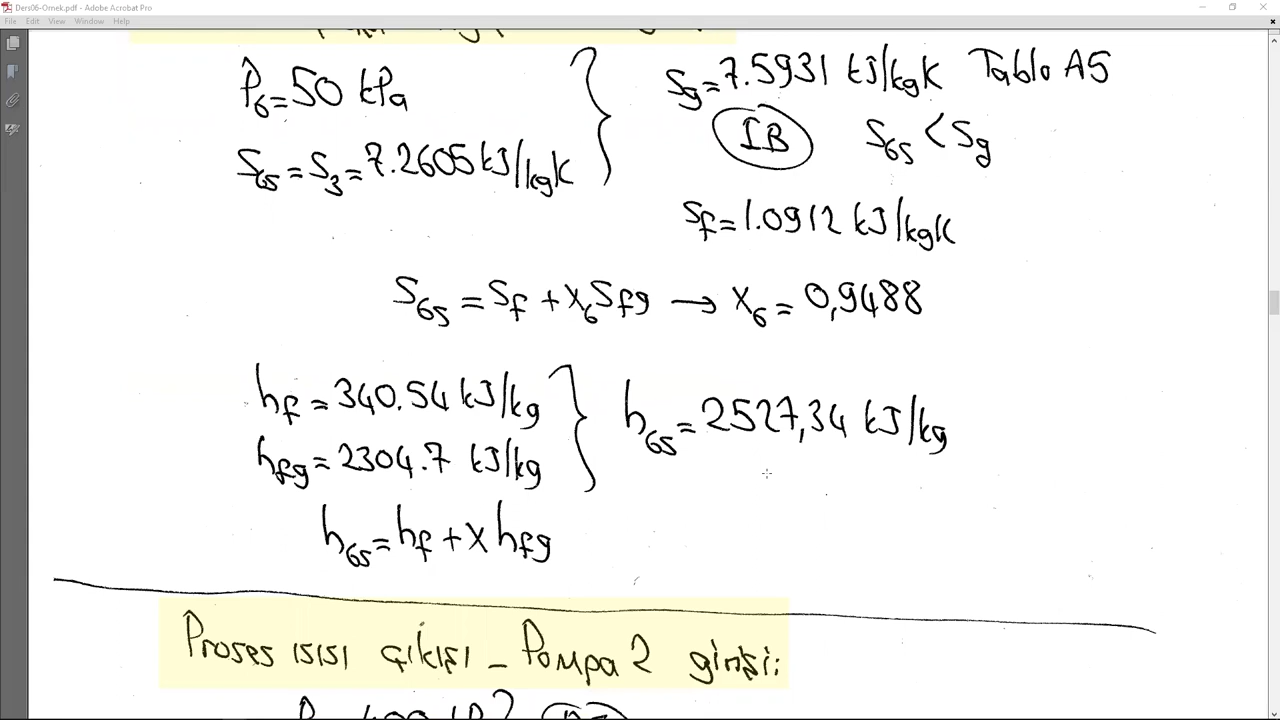 Ders06-Ornek.pdf - Adobe Acrobat Pro
File Edit View Window Help
P6=50 kPa
S6s=S3=7.2605 kJ/kgK
Sg=7.5931 kJ/kgK Tablo A5
IB S6s<Sg
Sf=1.0912 kJ/kgK
S6s=Sf+x6Sfg→x6=0,9488
hf=340.54 kJ/kg
hfg=2304.7 kJ/kg
h6s=2527,34 kJ/kg
h6s=hf+x hfg
Proses ısısı çıkışı - Pompa 2 girişi: